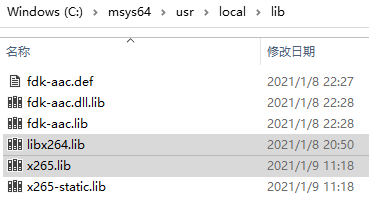 Windows (C:) > msys64 > usr > local > lib
名称 修改日期
fdk-aac.def 2021/1/8 22:27
fdk-aac.dll.lib 2021/1/8 22:28
fdk-aac.lib 2021/1/8 22:28
libx264.lib 2021/1/8 20:50
x265.lib 2021/1/9 11:18
x265-static.lib 2021/1/9 11:18